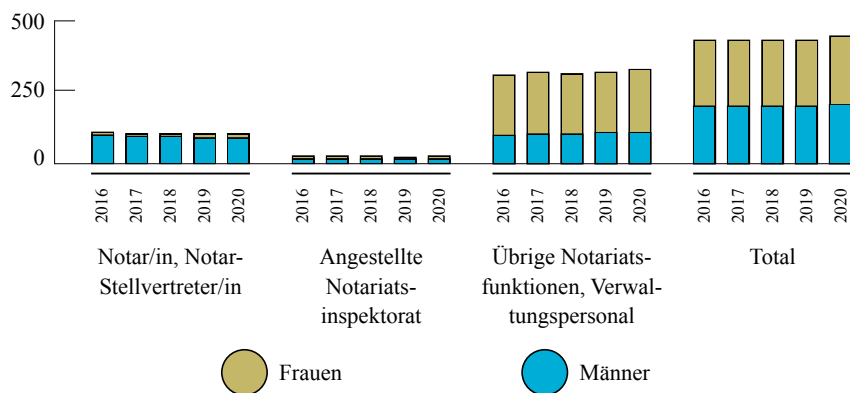 500
250
0
2016 2017 2018 2019 2020 2016 2017 2018 2019 2020 2016 2017 2018 2019 2020 2016 2017 2018 2019 2020
Notar/in, Notar-
Stellvertreter/in
Angestellte
Notariats-
inspektorat
Übrige Notariats-
funktionen, Verwal-
tungspersonal
Total
Frauen
Männer